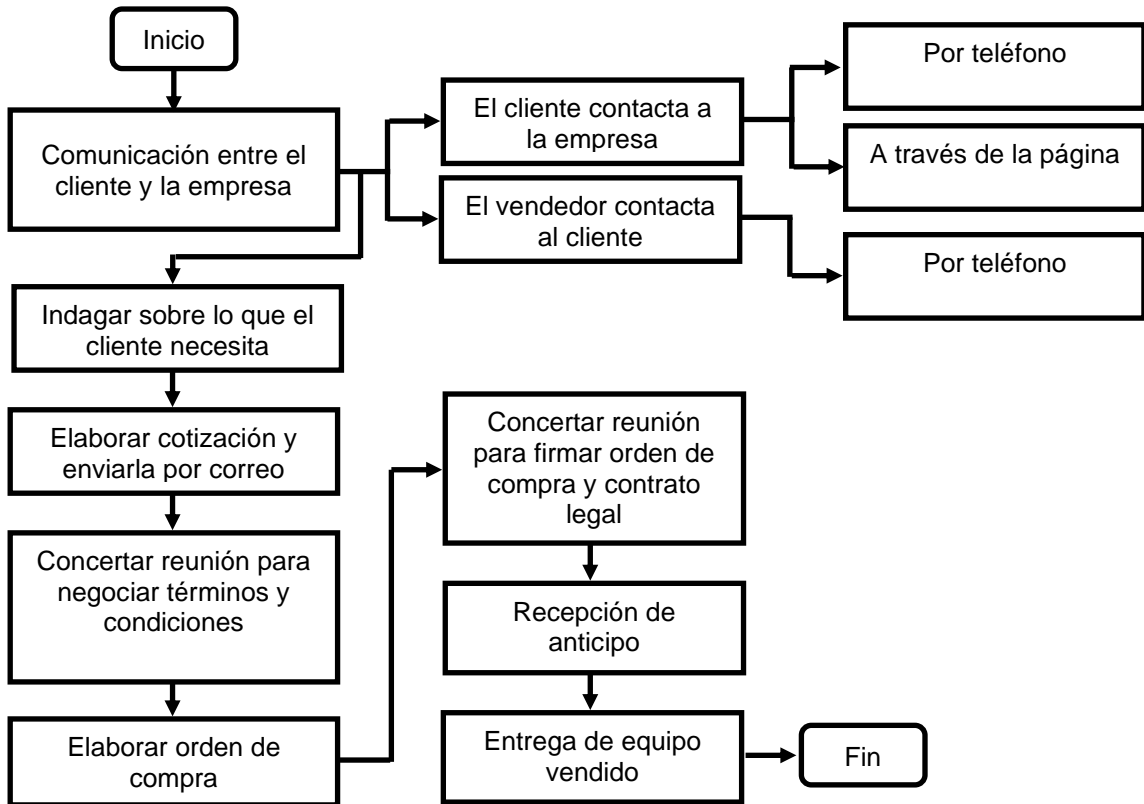 Inicio
Comunicación entre el
cliente y la empresa
El cliente contacta a
la empresa
Por teléfono
A través de la página
El vendedor contacta
al cliente
Por teléfono
Indagar sobre lo que el
cliente necesita
Elaborar cotización y
enviarla por correo
Concertar reunión para
negociar términos y
condiciones
Elaborar orden de
compra
Concertar reunión
para firmar orden de
compra y contrato
legal
Recepción de
anticipo
Entrega de equipo
vendido
Fin